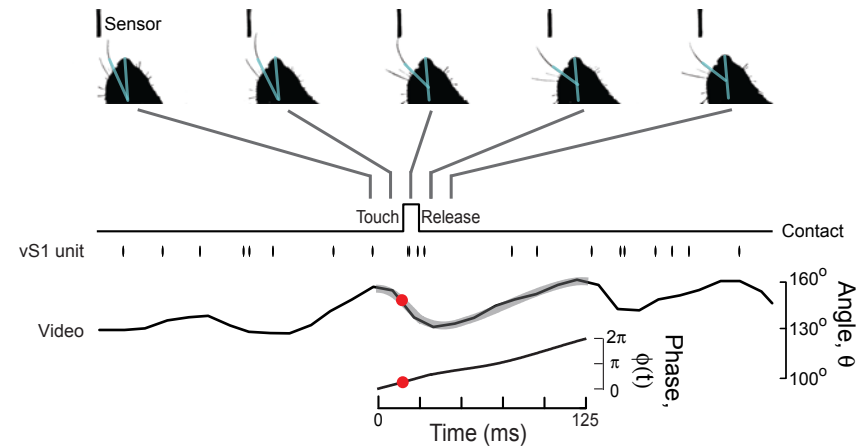 Sensor
Touch
Release
Contact
vS1 unit
Video
160°
130°
100°
Angle, θ
2π
π
0
Phase,
ϕ(t)
0
125
Time (ms)